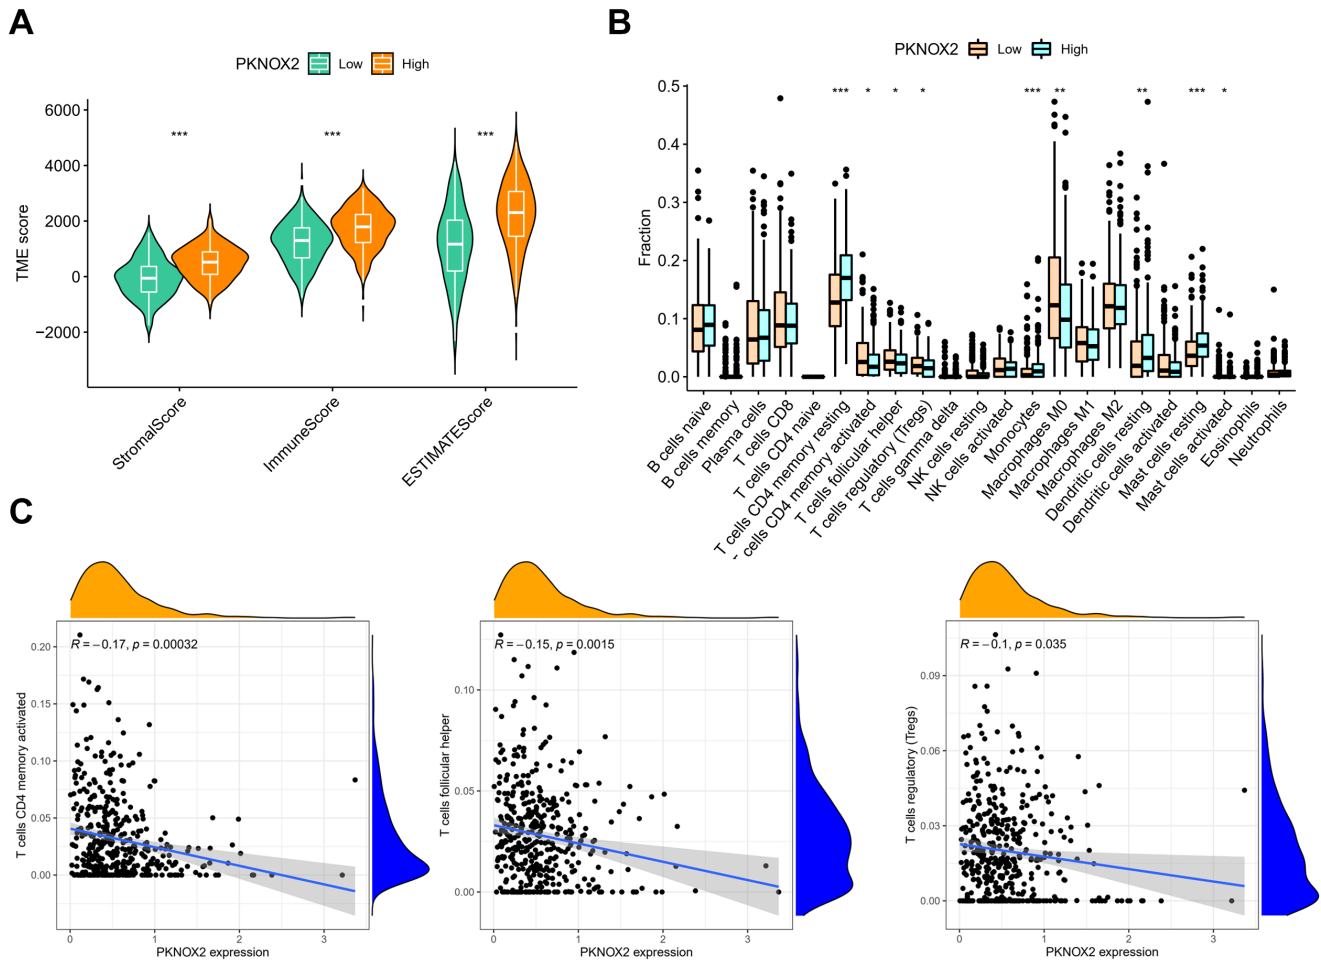 A
PKNOX2 Low High
6000
4000
2000
0
−2000
TME score
*** *** ***
StromalScore
ImmuneScore
ESTIMATEScore
B
PKNOX2 Low High
0.5
0.4
0.3
0.2
0.1
0.0
Fraction
*** * * * *** ** ** *** *
B cells naive
B cells memory
Plasma cells
T cells CD8
T cells CD4 naive
T cells CD4 memory resting
cells CD4 memory activated
T cells follicular helper
T cells regulatory (Tregs)
T cells gamma delta
NK cells resting
NK cells activated
Monocytes
Macrophages M0
Macrophages M1
Macrophages M2
Dendritic cells resting
Dendritic cells activated
Mast cells resting
Mast cells activated
Eosinophils
Neutrophils
C
R = −0.17, p = 0.00032
0.20
0.15
0.10
0.05
0.00
T cells CD4 memory activated
0 1 2 3
PKNOX2 expression
R = −0.15, p = 0.0015
0.10
0.05
0.00
T cells follicular helper
0 1 2 3
PKNOX2 expression
R = −0.1, p = 0.035
0.09
0.06
0.03
0.00
T cells regulatory (Tregs)
0 1 2 3
PKNOX2 expression